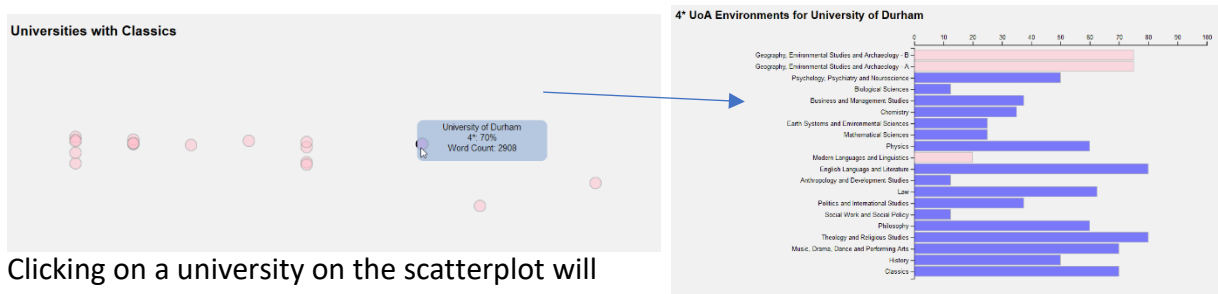 Universities with Classics
University of Durham
4*: 70%
Word Count: 2908
4* UoA Environments for University of Durham
0 10 20 30 40 50 60 70 80 90 100
Geography, Environmental Studies and Archaeology - B
Geography, Environmental Studies and Archaeology - A
Psychology, Psychiatry and Neuroscience
Biological Sciences
Business and Management Studies
Chemistry
Earth Systems and Environmental Sciences
Mathematical Sciences
Physics
Modern Languages and Linguistics
English Language and Literature
Anthropology and Development Studies
Law
Politics and International Studies
Social Work and Social Policy
Philosophy
Theology and Religious Studies
Music, Drama, Dance and Performing Arts
History
Classics
Clicking on a university on the scatterplot will